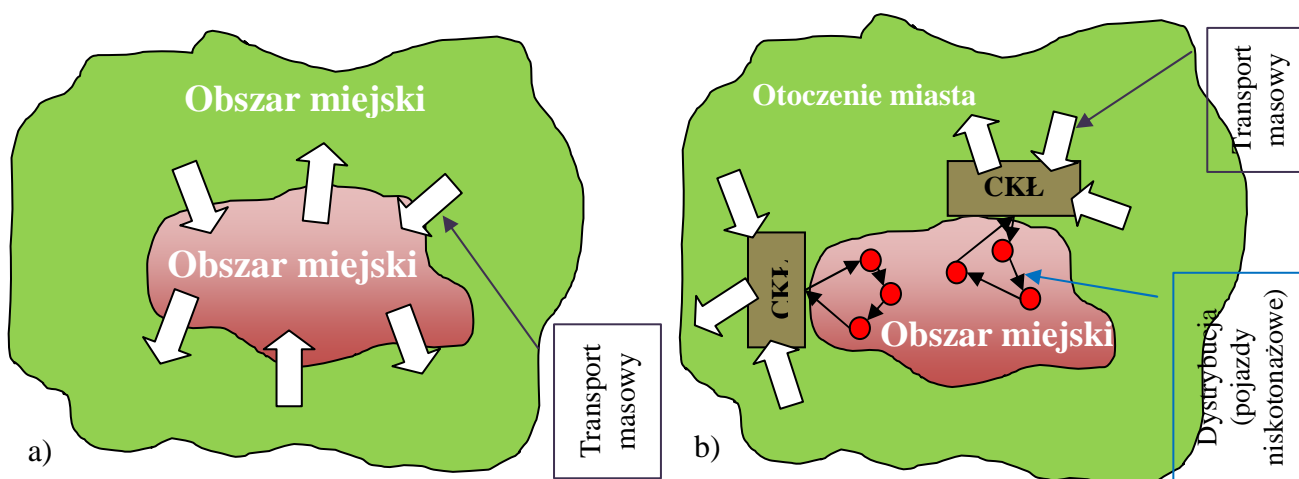 Obszar miejski
Obszar miejski
Transport
masowy
a)
Otoczenie miasta
CKŁ
CKŁ
Obszar miejski
Transport
masowy
Dystrybucja
(pojazdy
niskotonażowe)
b)